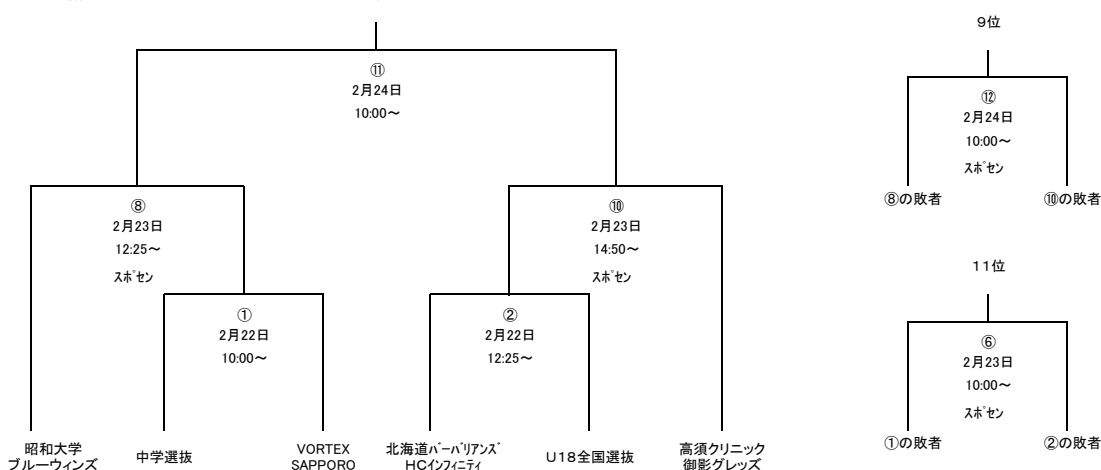 ⑪
2月24日
10:00～
⑧
2月23日
12:25～
スポセン
⑩
2月23日
14:50～
スポセン
①
2月22日
10:00～
②
2月22日
12:25～
昭和大学
ブルーウィンズ
中学選抜
VORTEX
SAPPORO
北海道バーバリアンズ
HCインフィニティ
U18全国選抜
高須クリニック
御影グレッズ
9位
⑫
2月24日
10:00～
スポセン
⑧の敗者
⑩の敗者
11位
⑥
2月23日
10:00～
スポセン
①の敗者
②の敗者